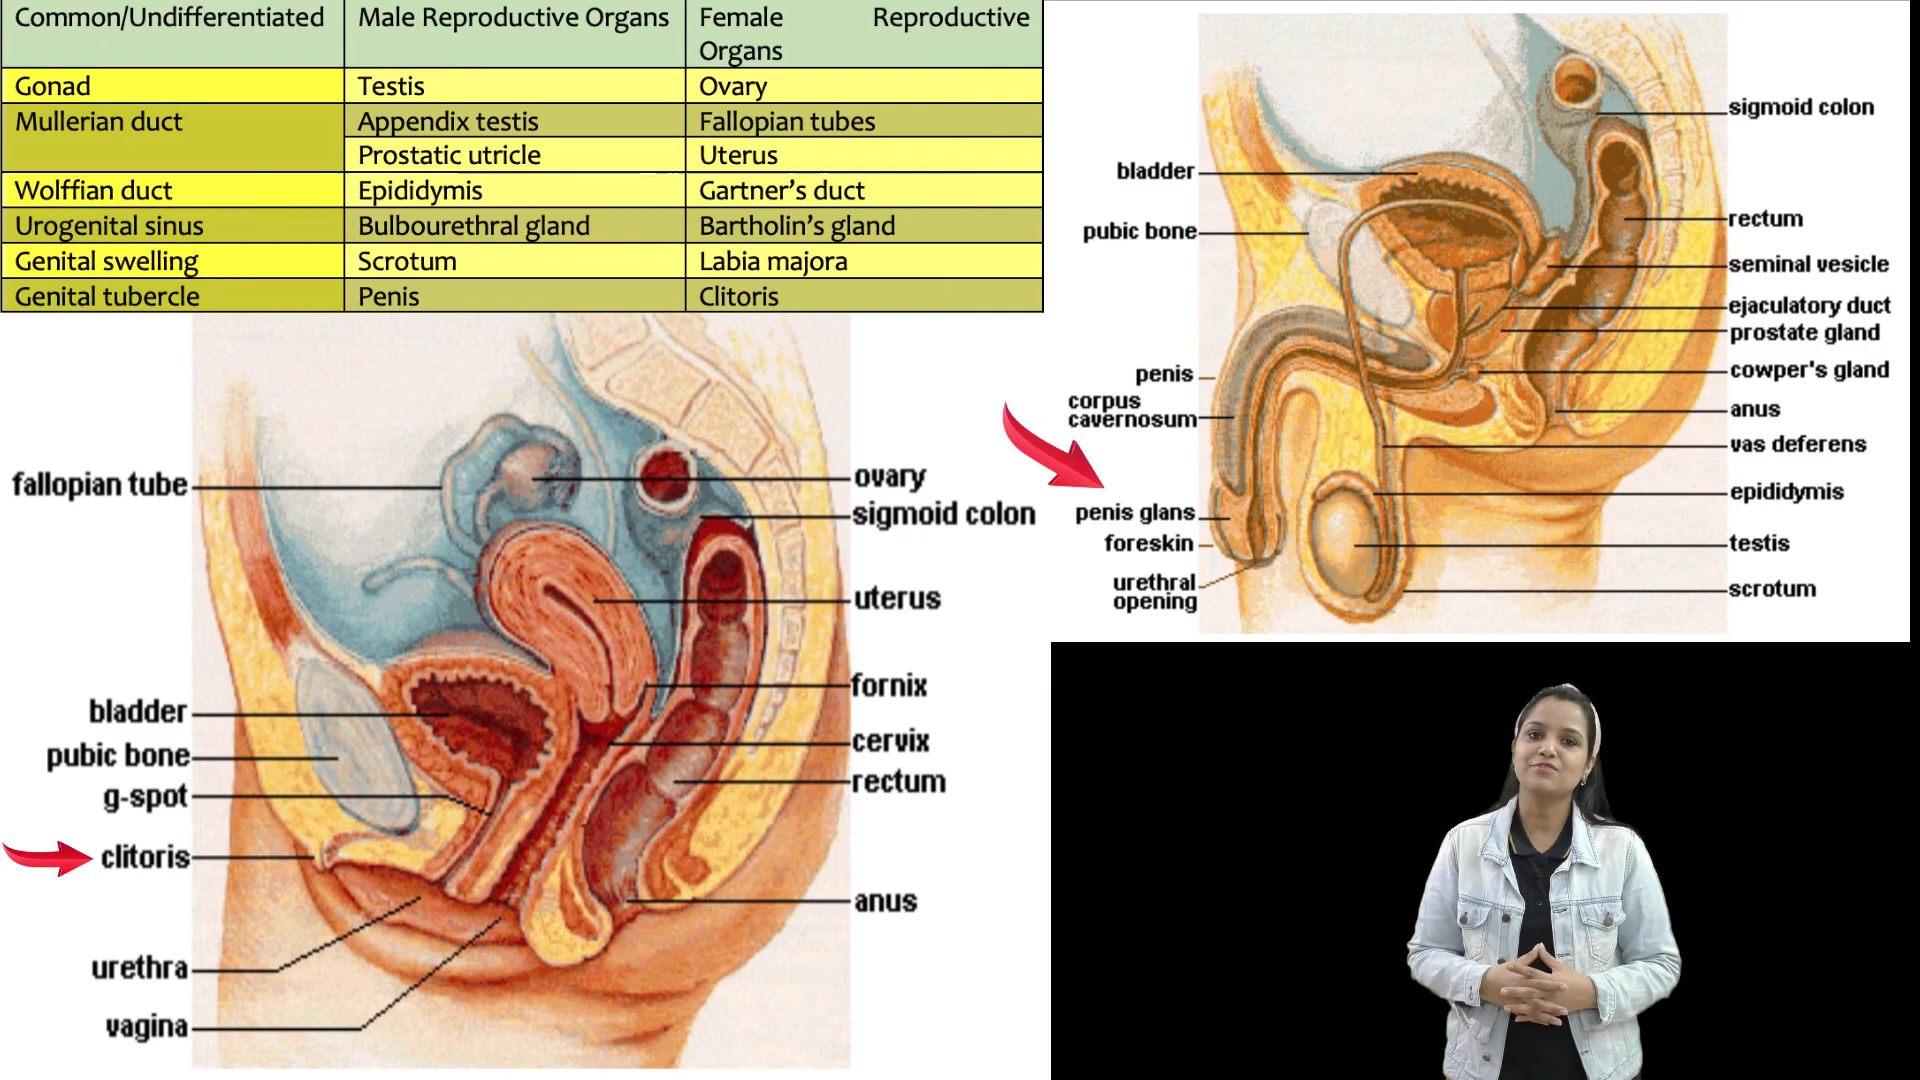 Common/Undifferentiated Male Reproductive Organs Female Reproductive
Organs
Gonad Testis Ovary
Mullerian duct Appendix testis Fallopian tubes
Prostatic utricle Uterus
Wolffian duct Epididymis Gartner’s duct
Urogenital sinus Bulbourethral gland Bartholin’s gland
Genital swelling Scrotum Labia majora
Genital tubercle Penis Clitoris
fallopian tube
bladder
pubic bone
g-spot
clitoris
urethra
vagina
ovary
sigmoid colon
uterus
fornix
cervix
rectum
anus
bladder
pubic bone
penis
corpus
cavernosum
penis glans
foreskin
urethral
opening
sigmoid colon
rectum
seminal vesicle
ejaculatory duct
prostate gland
cowper's gland
anus
vas deferens
epididymis
testis
scrotum